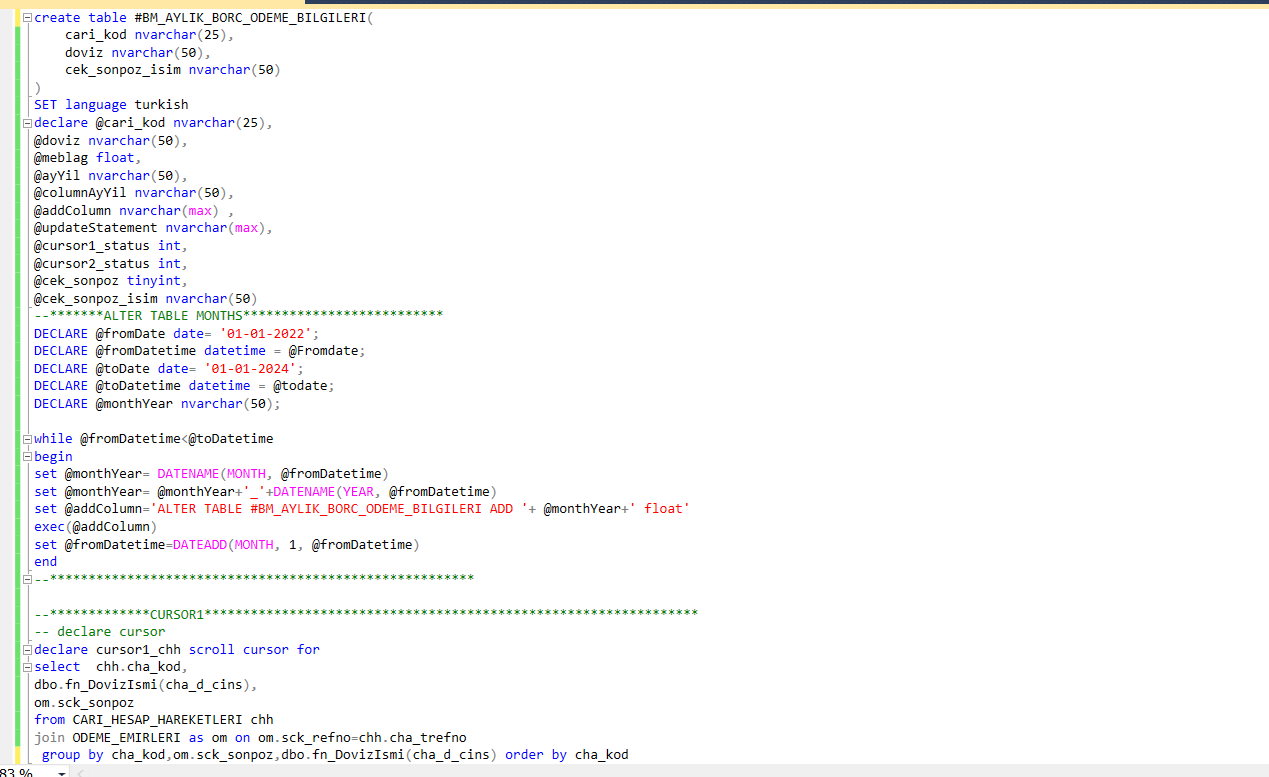 create table #BM_AYLIK_BORC_ODEME_BILGILERI(
    cari_kod nvarchar(25),
    doviz nvarchar(50),
    cek_sonpoz_isim nvarchar(50)
)
SET language turkish
declare @cari_kod nvarchar(25),
@doviz nvarchar(50),
@meblag float,
@ayYil nvarchar(50),
@columnAyYil nvarchar(50),
@addColumn nvarchar(max) ,
@updateStatement nvarchar(max),
@cursor1_status int,
@cursor2_status int,
@cek_sonpoz tinyint,
@cek_sonpoz_isim nvarchar(50)
--*******ALTER TABLE MONTHS**************************
DECLARE @fromDate date= '01-01-2022';
DECLARE @fromDatetime datetime = @Fromdate;
DECLARE @toDate date= '01-01-2024';
DECLARE @toDatetime datetime = @todate;
DECLARE @monthYear nvarchar(50);

while @fromDatetime<@toDatetime
begin
set @monthYear= DATENAME(MONTH, @fromDatetime)
set @monthYear= @monthYear+'_'+DATENAME(YEAR, @fromDatetime)
set @addColumn='ALTER TABLE #BM_AYLIK_BORC_ODEME_BILGILERI ADD '+ @monthYear+' float'
exec(@addColumn)
set @fromDatetime=DATEADD(MONTH, 1, @fromDatetime)
end
--*******************************************************

--*************CURSOR1****************************************************************
-- declare cursor
declare cursor1_chh scroll cursor for
select  chh.cha_kod,
dbo.fn_DovizIsmi(cha_d_cins),
om.sck_sonpoz
from CARI_HESAP_HAREKETLERI chh
join ODEME_EMIRLERI as om on om.sck_refno=chh.cha_trefno
 group by cha_kod,om.sck_sonpoz,dbo.fn_DovizIsmi(cha_d_cins) order by cha_kod
83 %